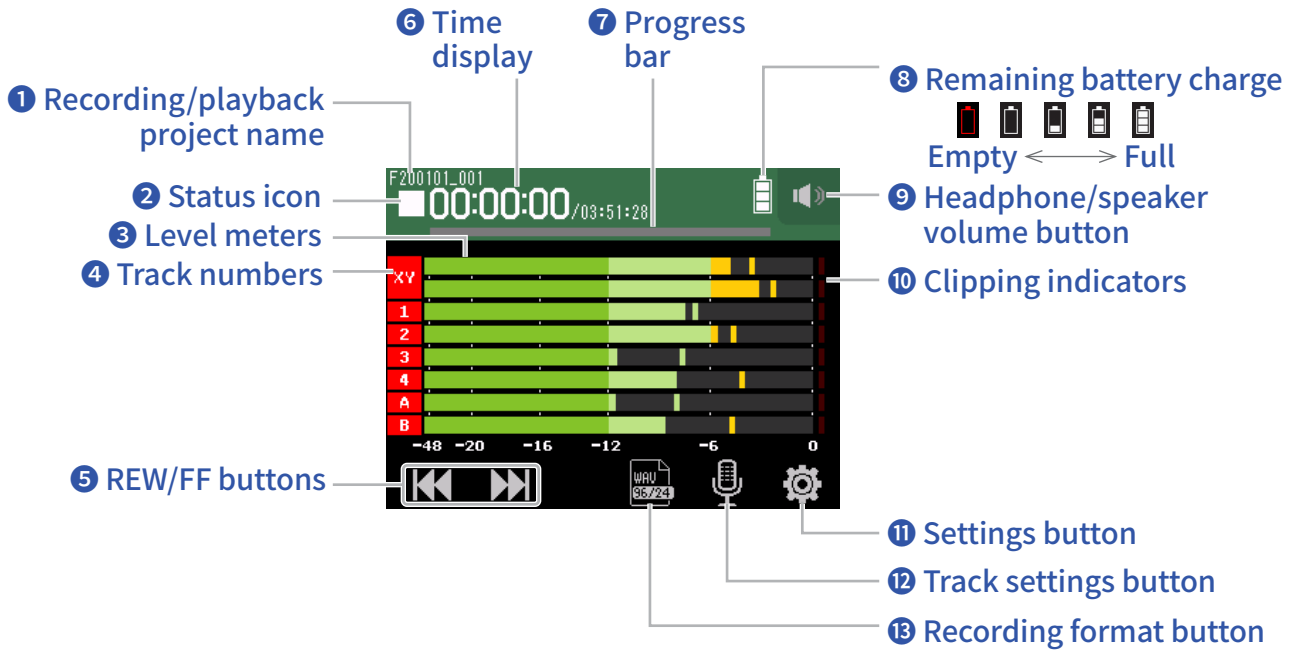 ❻ Time
display
❼ Progress
bar
❶ Recording/playback
project name
❽ Remaining battery charge
Empty Full
F200101_001
❷ Status icon
00:00:00/03:51:28
❾ Headphone/speaker
volume button
❸ Level meters
❹ Track numbers
XY
❿ Clipping indicators
1
2
3
4
A
B
-48 -20 -16 -12 -6 0
❺ REW/FF buttons
WAV
96/24
⓫ Settings button
⓬ Track settings button
⓭ Recording format button